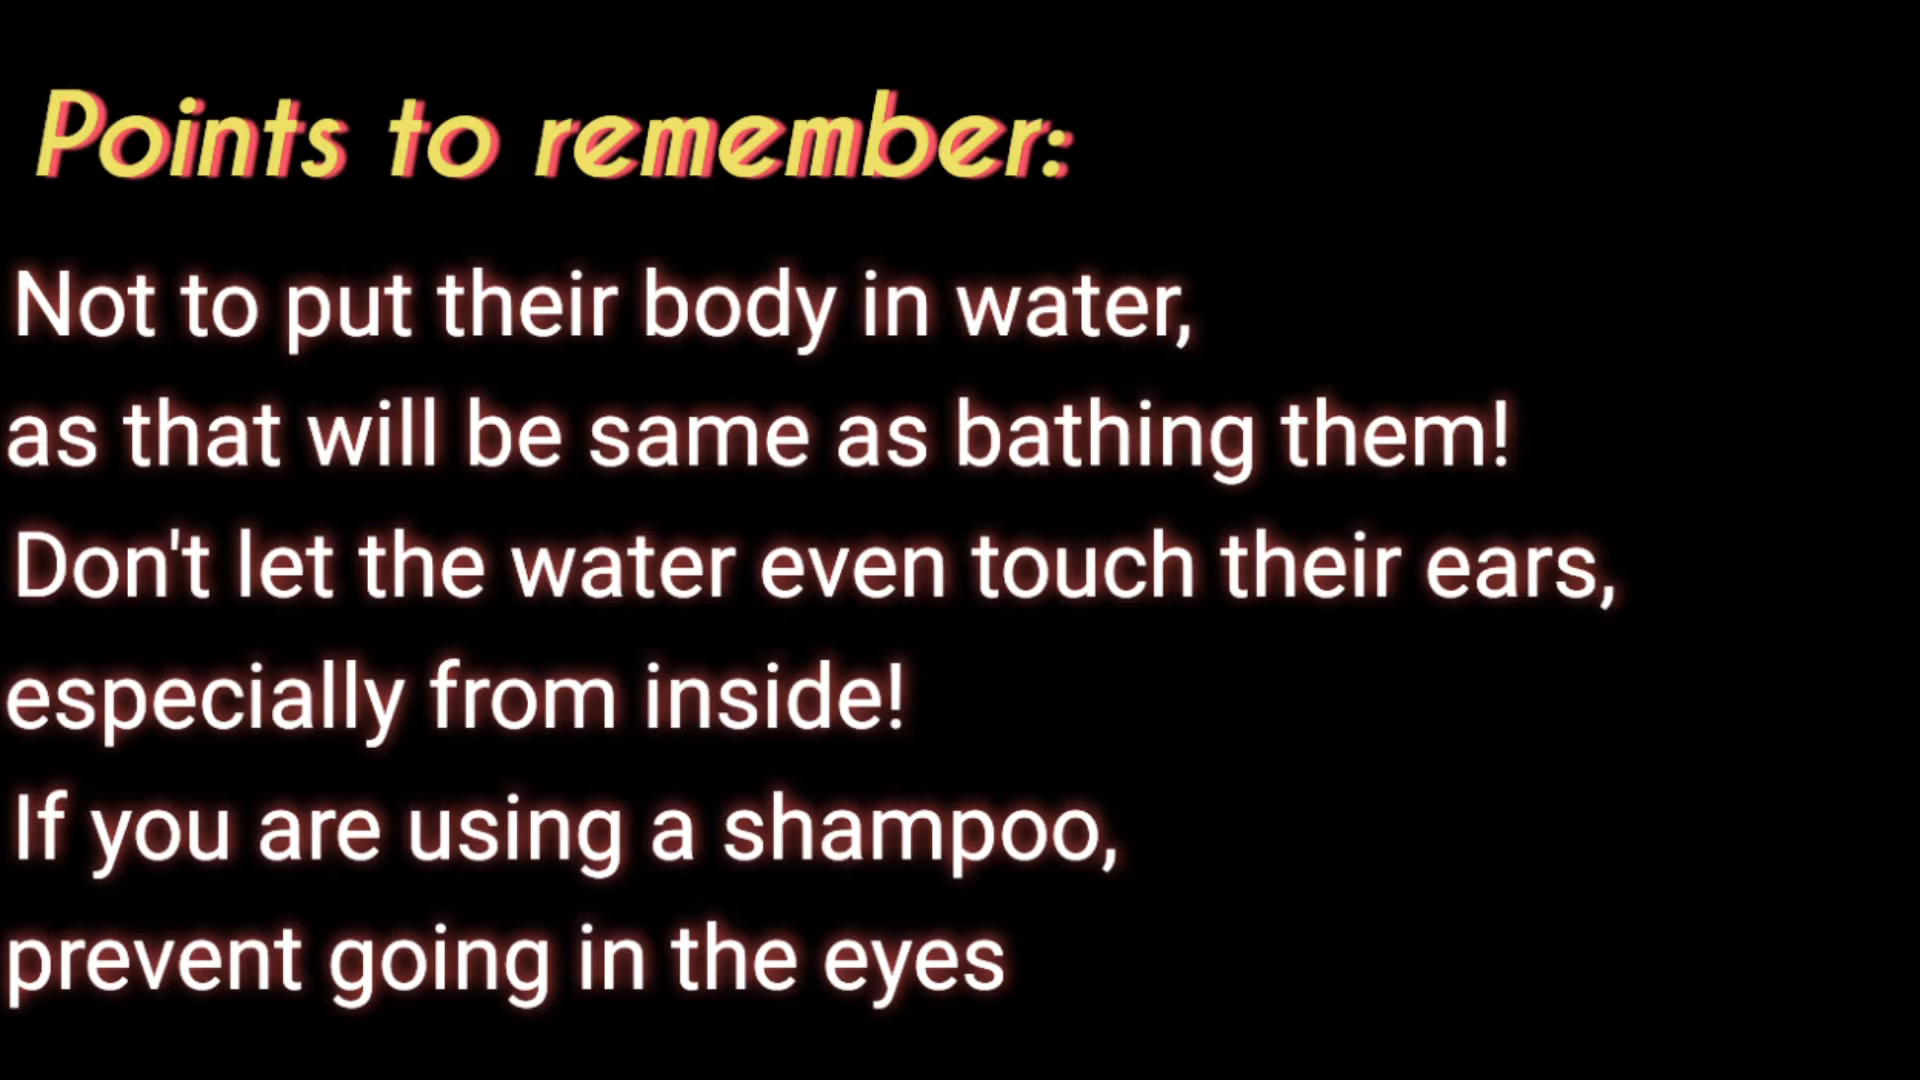 Points to remember:
Not to put their body in water,
as that will be same as bathing them!
Don't let the water even touch their ears,
especially from inside!
If you are using a shampoo,
prevent going in the eyes